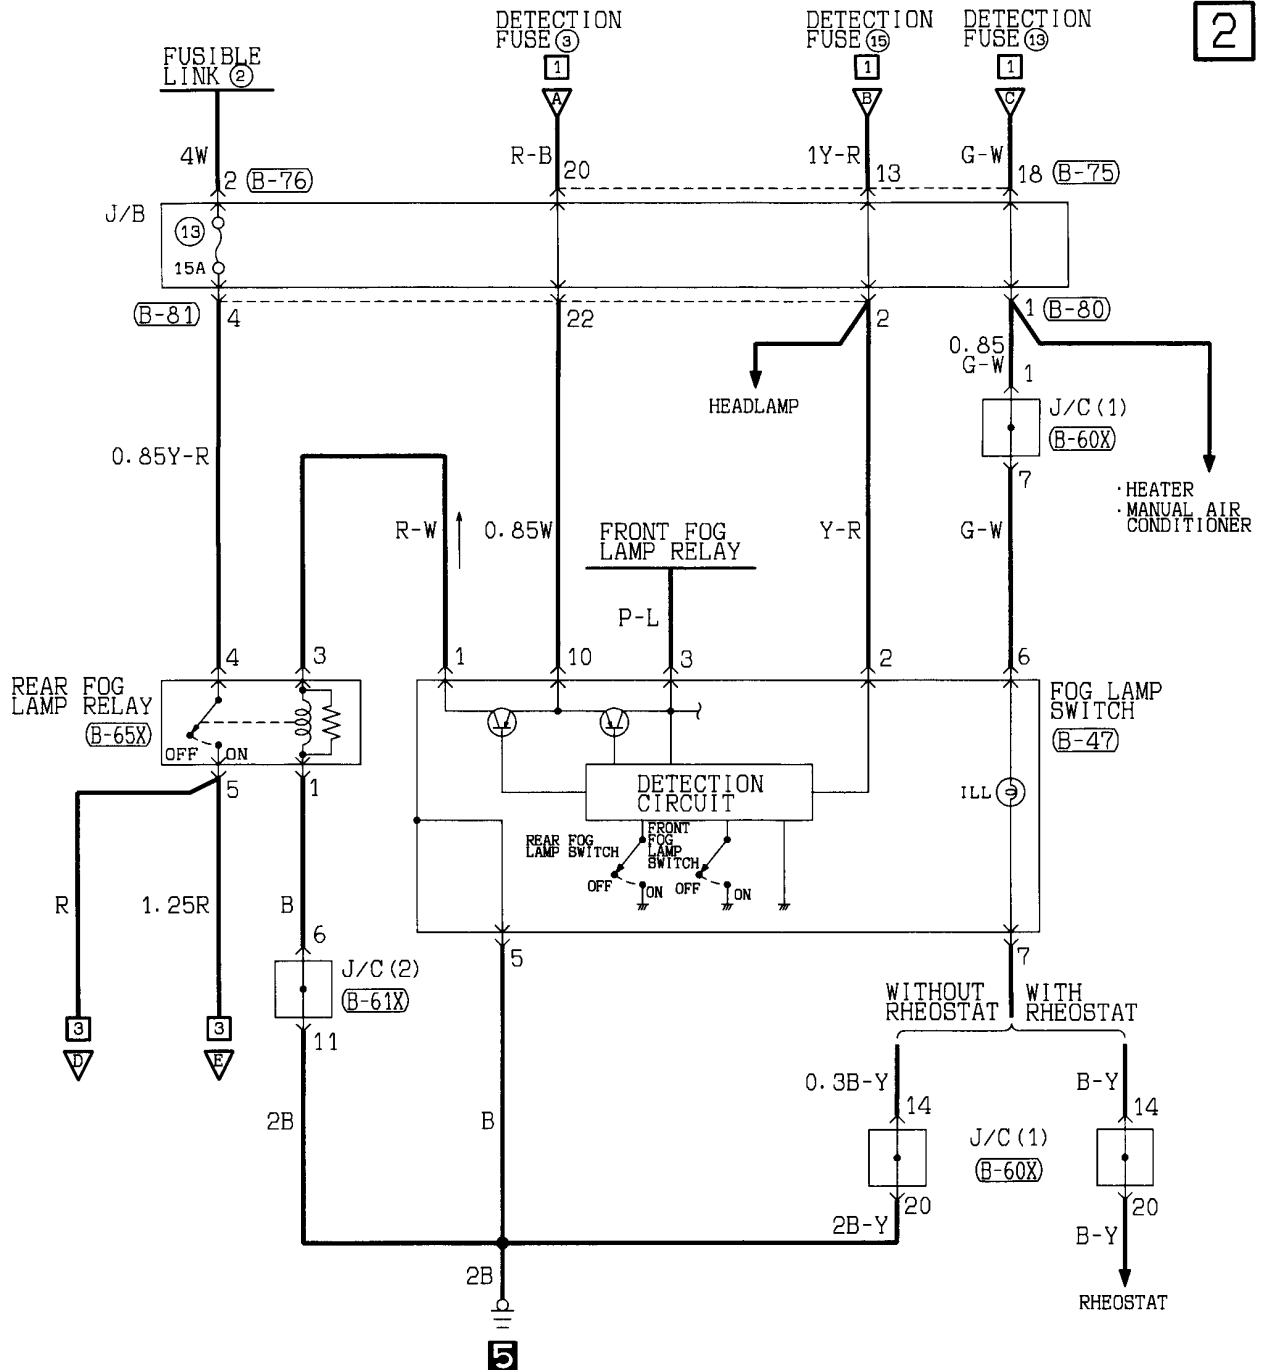 2
DETECTION
FUSE ③
DETECTION
FUSE ⑮
DETECTION
FUSE ⑬
FUSIBLE
LINK ②
1
1
1
A
B
C
4W
R-B
1Y-R
G-W
2
B-76
20
13
18
B-75
J/B
⑬
15A
B-81
4
22
2
1
B-80
0.85
G-W
1
HEADLAMP
J/C(1)
B-60X
7
0.85Y-R
· HEATER
· MANUAL AIR
CONDITIONER
R-W
0.85W
FRONT FOG
LAMP RELAY
Y-R
G-W
P-L
4
3
1
10
3
2
6
REAR FOG
LAMP RELAY
B-65X
OFF
ON
FOG LAMP
SWITCH
B-47
5
1
DETECTION
CIRCUIT
ILL
REAR FOG
LAMP SWITCH
FRONT
FOG
LAMP
SWITCH
OFF
ON
OFF
ON
R
1.25R
B
6
5
7
J/C(2)
B-61X
WITHOUT
RHEOSTAT
WITH
RHEOSTAT
3
3
11
D
E
0.3B-Y
B-Y
14
14
2B
B
J/C(1)
B-60X
20
20
2B-Y
B-Y
2B
RHEOSTAT
5